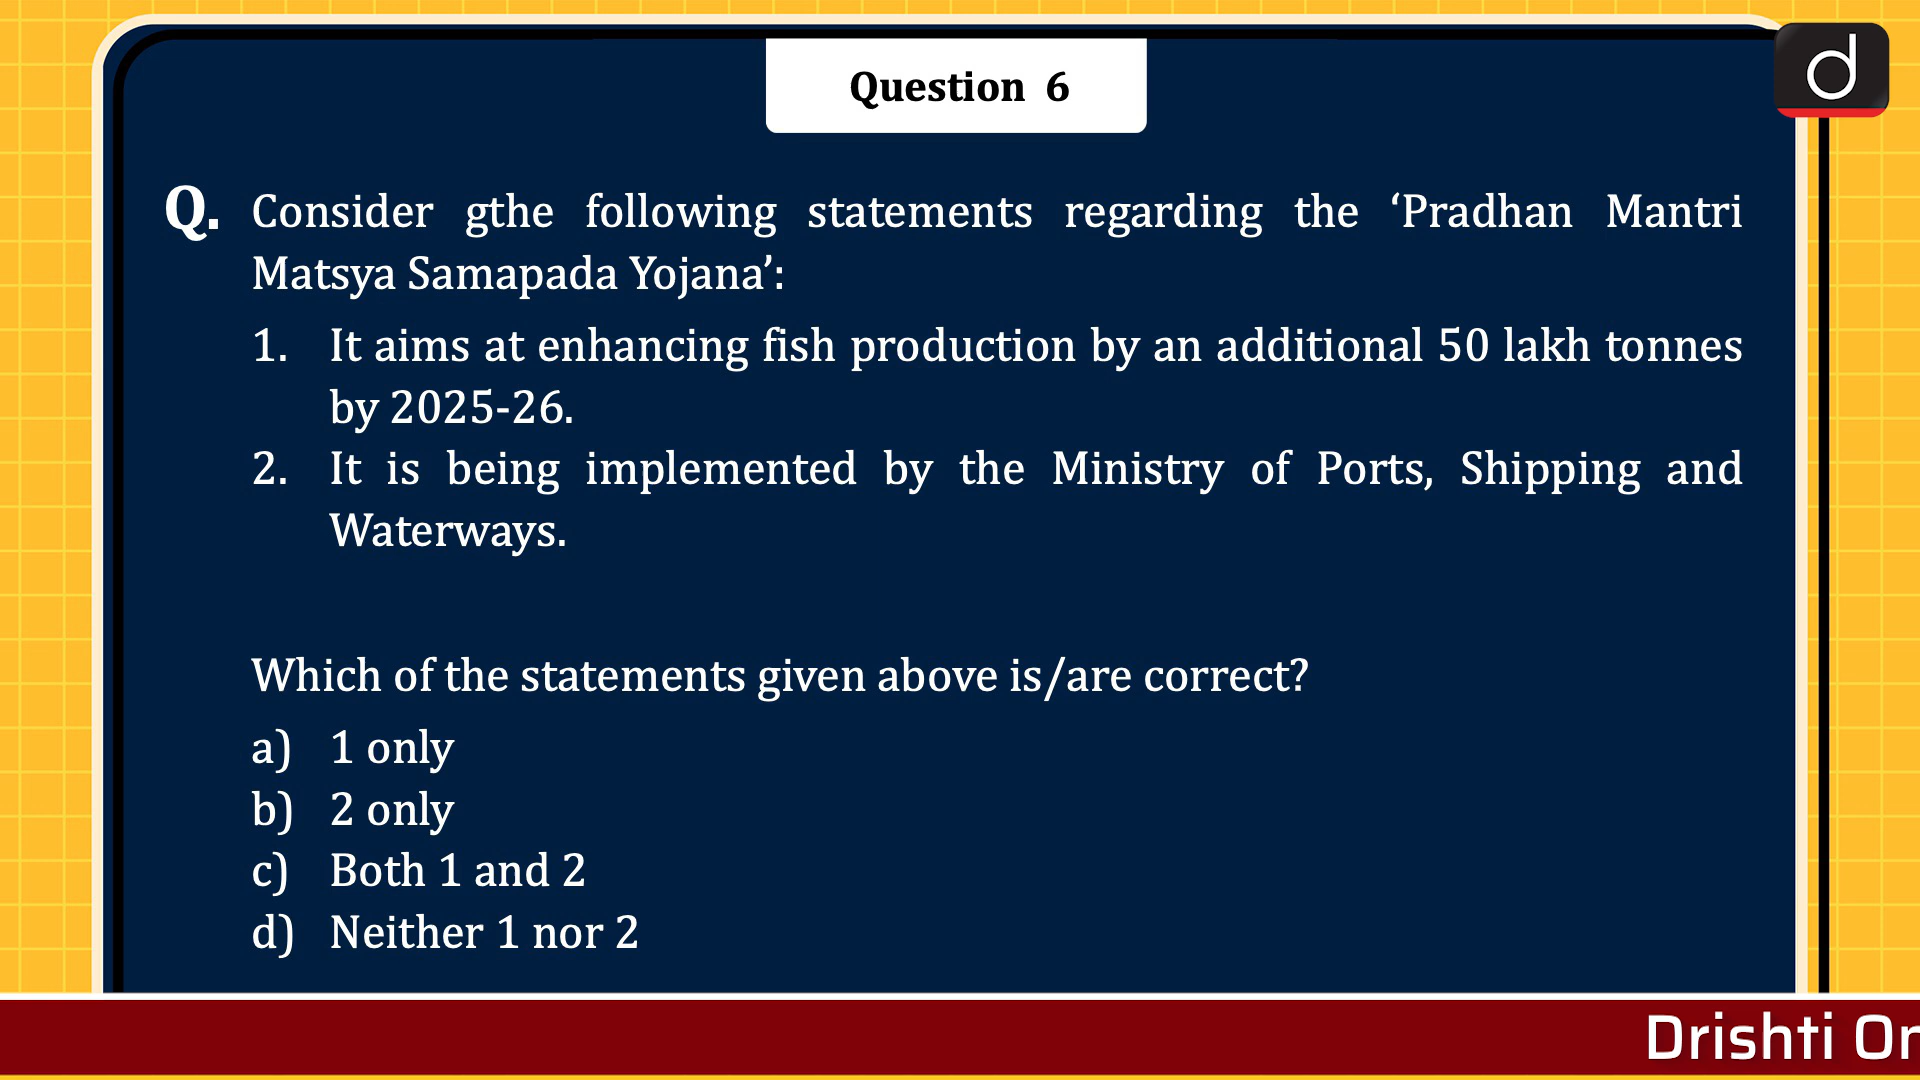 Question 6
Q. Consider gthe following statements regarding the ‘Pradhan Mantri
Matsya Samapada Yojana’:
1. It aims at enhancing fish production by an additional 50 lakh tonnes
by 2025-26.
2. It is being implemented by the Ministry of Ports, Shipping and
Waterways.
Which of the statements given above is/are correct?
a) 1 only
b) 2 only
c) Both 1 and 2
d) Neither 1 nor 2
Drishti